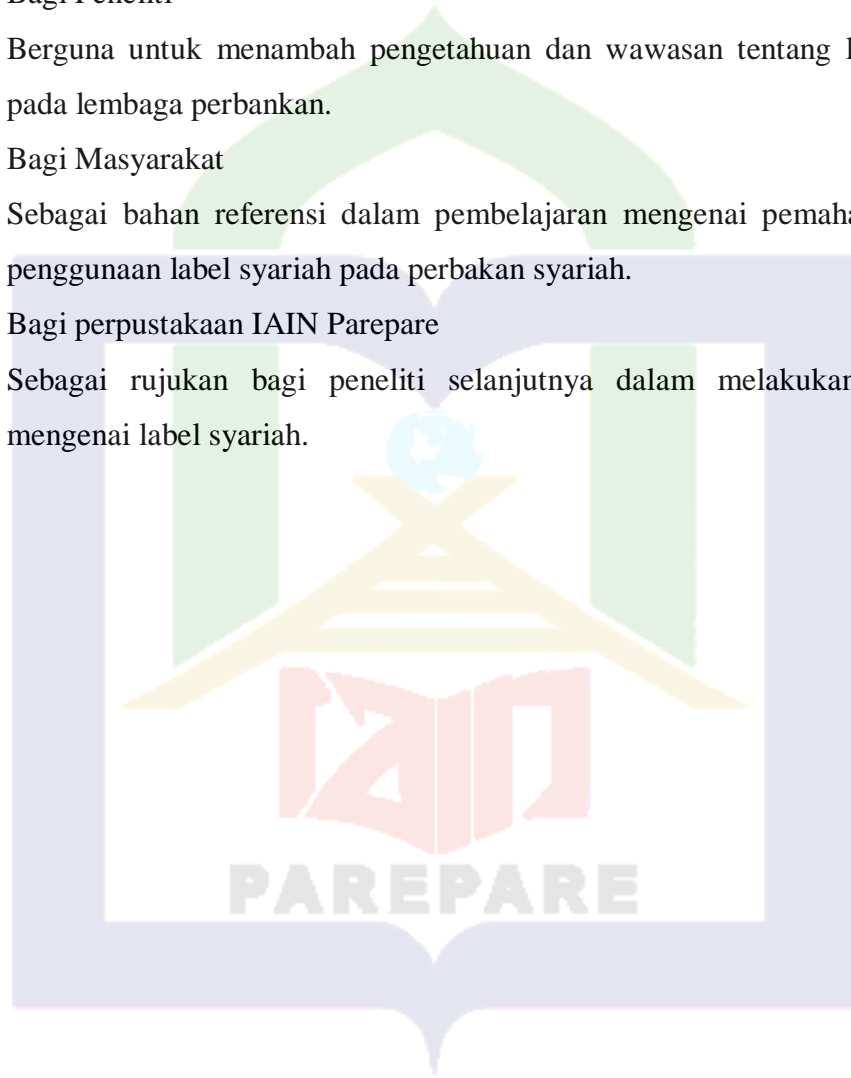 Bagi Peneliti
Berguna untuk menambah pengetahuan dan wawasan tentang
pada lembaga perbankan.
Bagi Masyarakat
Sebagai bahan referensi dalam pembelajaran mengenai
penggunaan label syariah pada perbakan syariah.
Bagi perpustakaan IAIN Parepare
Sebagai rujukan bagi peneliti selanjutnya dalam melakukan
mengenai label syariah.
iain
PAREPARE